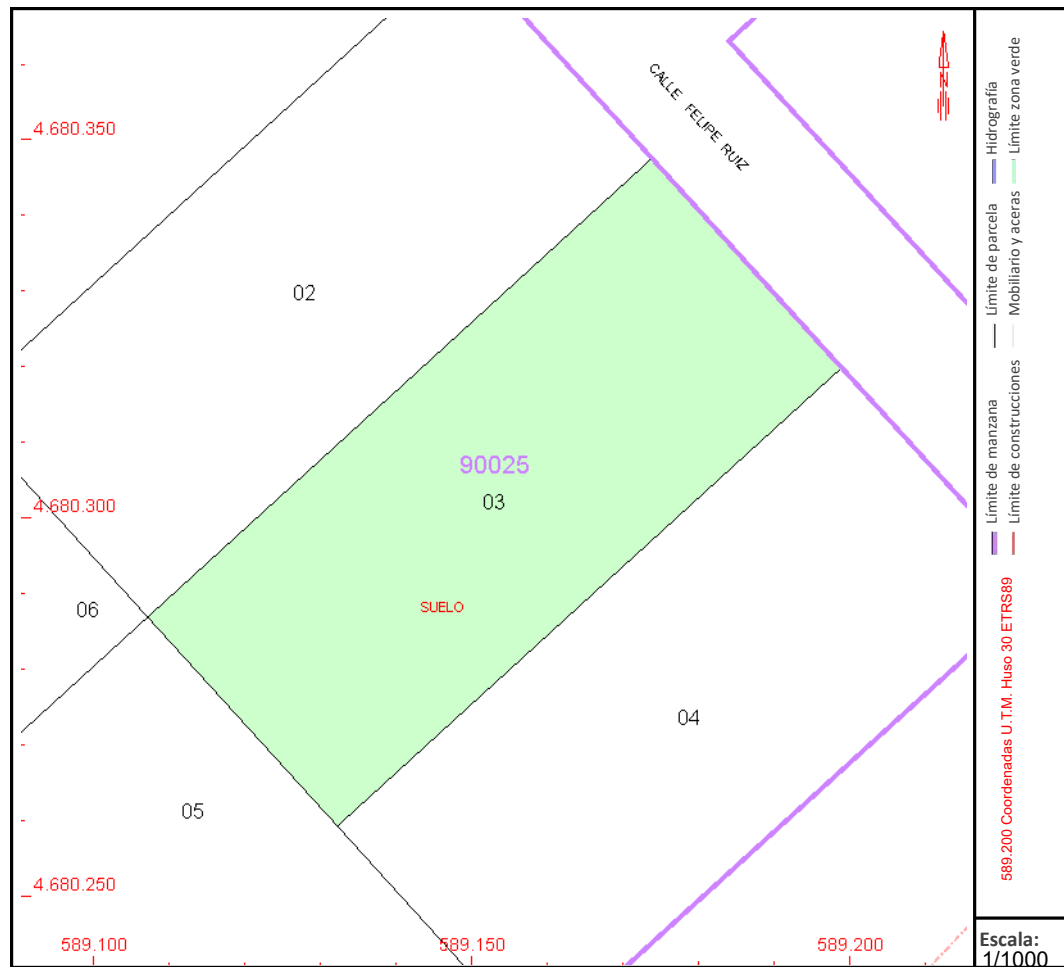 CALLE FELIPE RUIZ
4.680.350
02
90025
03
4.680.300
06
SUELO
04
05
4.680.250
589.100
589.150
589.200
N
Hidrografía
Límite zona verde
Límite de parcela
Mobiliario y aceras
Límite de manzana
Límite de construcciones
589.200 Coordenadas U.T.M. Huso 30 ETRS89
Escala:
1/1000